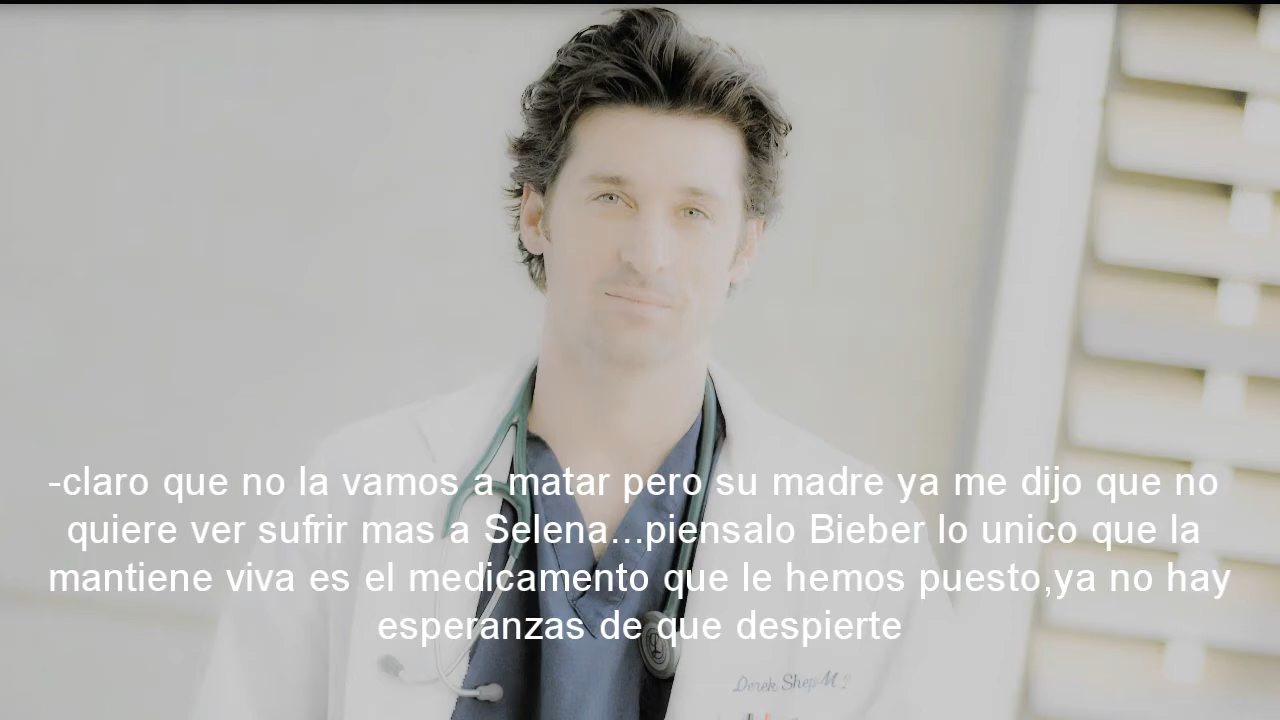 -claro que no la vamos a matar pero su madre ya me dijo que no
quiere ver sufrir mas a Selena...piensalo Bieber lo unico que la
mantiene viva es el medicamento que le hemos puesto,ya no hay
esperanzas de que despierte
Derek Shep M